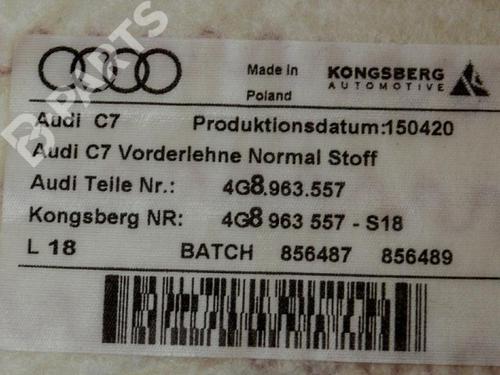 B PARTS
Made in Poland
KONGSBERG
AUTOMOTIVE
Audi C7 Produktionsdatum:150420
Audi C7 Vorderlehne Normal Stoff
Audi Teile Nr.: 4G8.963.557
Kongsberg NR: 4G8 963 557 - S18
L 18 BATCH 856487 856489